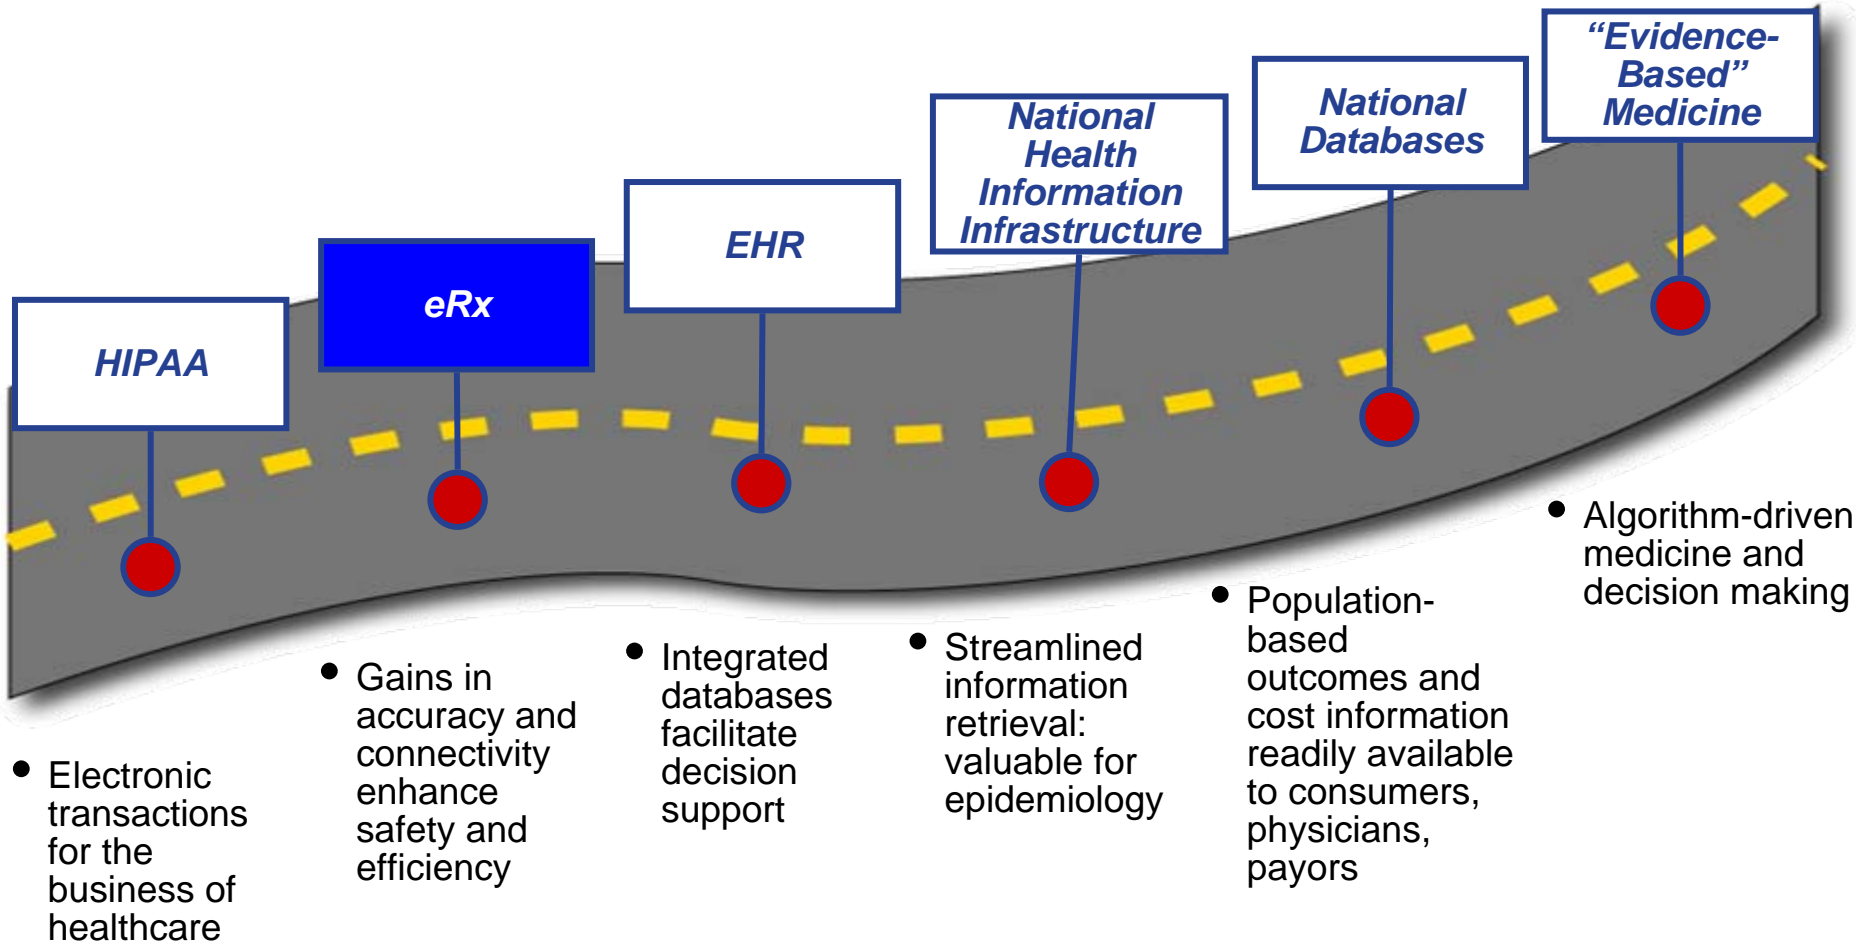 HIPAA
eRx
EHR
National
Health
Information
Infrastructure
National
Databases
“Evidence-
Based”
Medicine
• Electronic
transactions
for the
business of
healthcare
• Gains in
accuracy and
connectivity
enhance
safety and
efficiency
• Integrated
databases
facilitate
decision
support
• Streamlined
information
retrieval:
valuable for
epidemiology
• Population-
based
outcomes and
cost information
readily available
to consumers,
physicians,
payors
• Algorithm-driven
medicine and
decision making